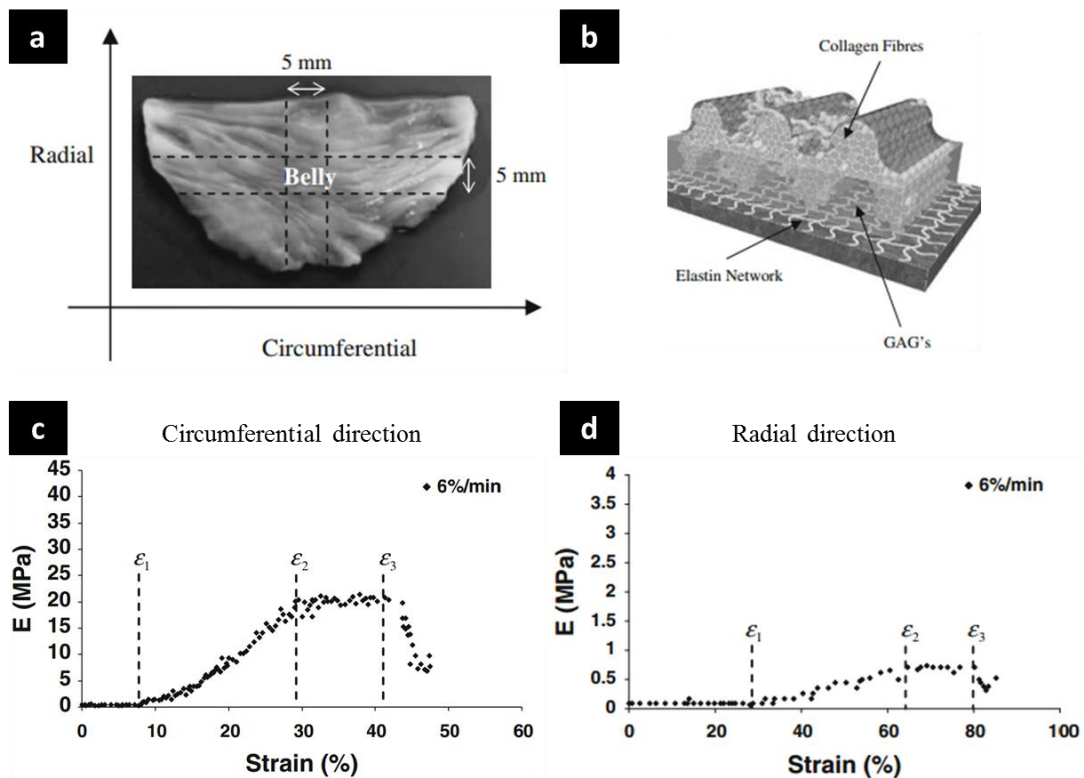 a
5 mm
Radial
Belly
5 mm
Circumferential
b
Collagen Fibres
Elastin Network
GAG's
c
Circumferential direction
45
40
35
30
25
20
15
10
5
0
E (MPa)
6%/min
ε1
ε2
ε3
0 10 20 30 40 50 60
Strain (%)
d
Radial direction
4
3.5
3
2.5
2
1.5
1
0.5
0
E (MPa)
6%/min
ε1
ε2
ε3
0 20 40 60 80 100
Strain (%)